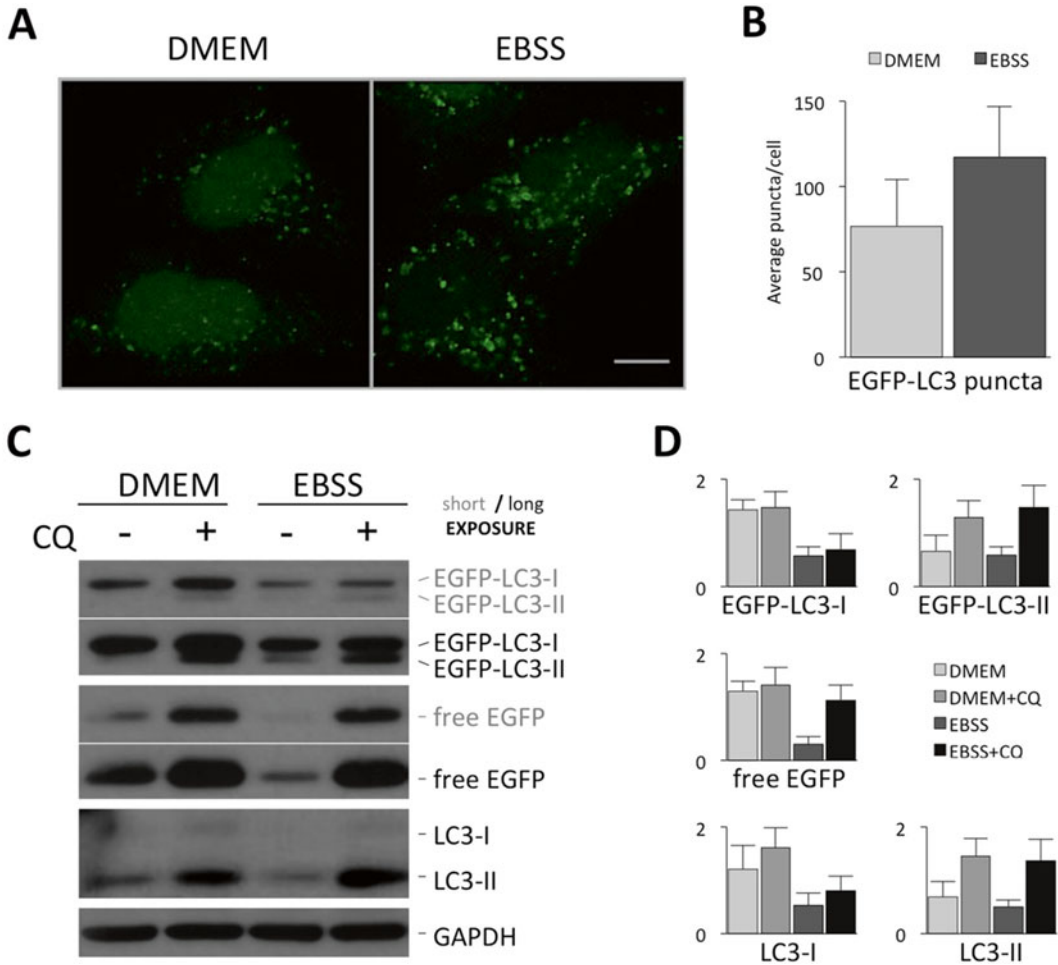 A
DMEM
EBSS
B
DMEM EBSS
Average puncta/cell
150
100
50
0
EGFP-LC3 puncta
C
DMEM EBSS
short / long
EXPOSURE
CQ - + - +
EGFP-LC3-I
EGFP-LC3-II
EGFP-LC3-I
EGFP-LC3-II
free EGFP
free EGFP
LC3-I
LC3-II
GAPDH
D
2
0
EGFP-LC3-I
2
0
EGFP-LC3-II
2
0
free EGFP
DMEM
DMEM+CQ
EBSS
EBSS+CQ
2
0
LC3-I
2
0
LC3-II